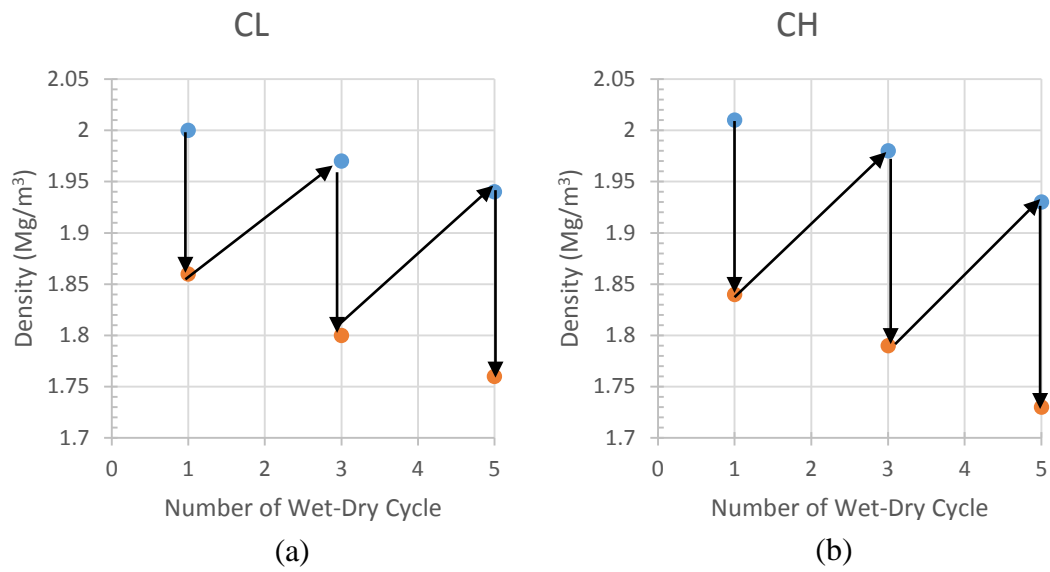 CL
2.05
2
1.95
1.9
1.85
1.8
1.75
1.7
Density (Mg/m³)
0 1 2 3 4 5
Number of Wet-Dry Cycle
(a)
CH
2.05
2
1.95
1.9
1.85
1.8
1.75
1.7
Density (Mg/m³)
0 1 2 3 4 5
Number of Wet-Dry Cycle
(b)